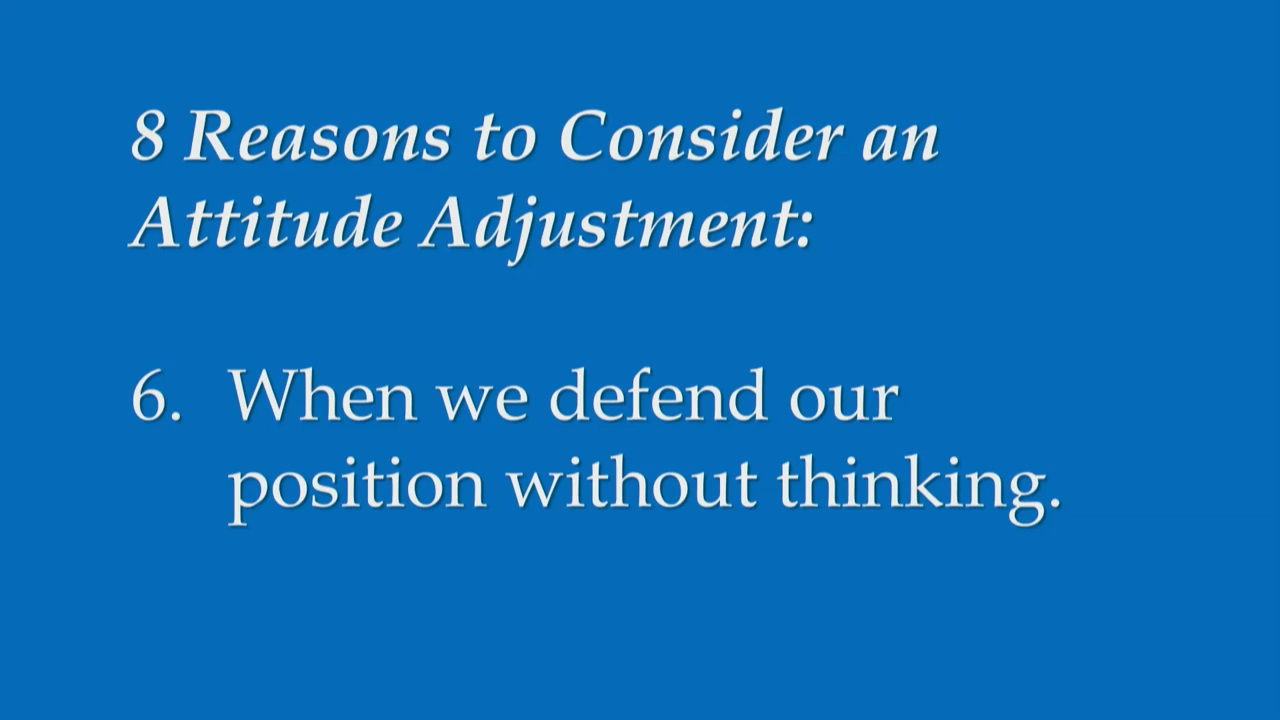 8 Reasons to Consider an
Attitude Adjustment:
6. When we defend our
position without thinking.